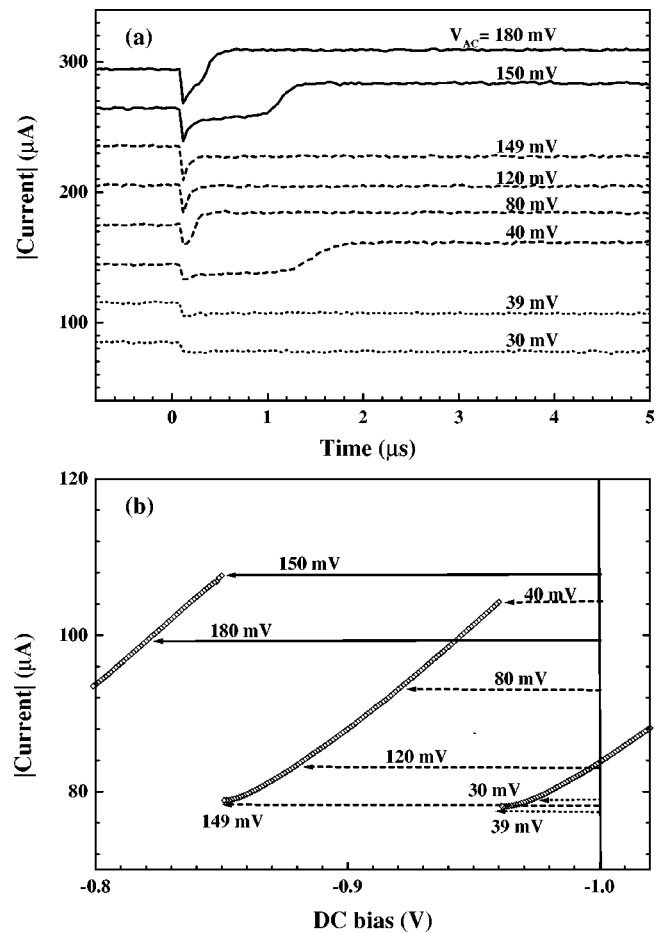 (a)
V_AC= 180 mV
150 mV
149 mV
120 mV
80 mV
40 mV
39 mV
30 mV
300
200
100
|Current| (μA)
0 1 2 3 4 5
Time (μs)
(b)
120
100
80
|Current| (μA)
150 mV
40 mV
180 mV
80 mV
120 mV
30 mV
149 mV
39 mV
-0.8 -0.9 -1.0
DC bias (V)